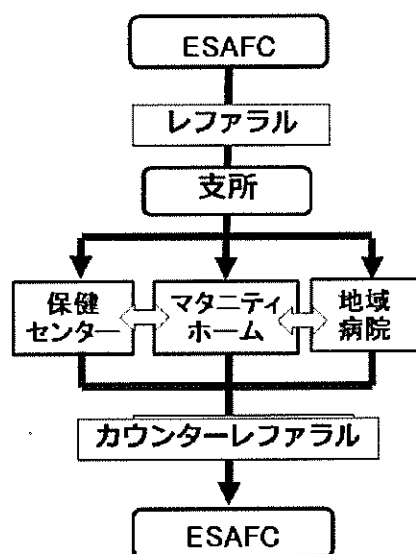 ESAFC
レファラル
支所
保健
センター
マタニティ
ホーム
地域
病院
カウンターレファラル
ESAFC